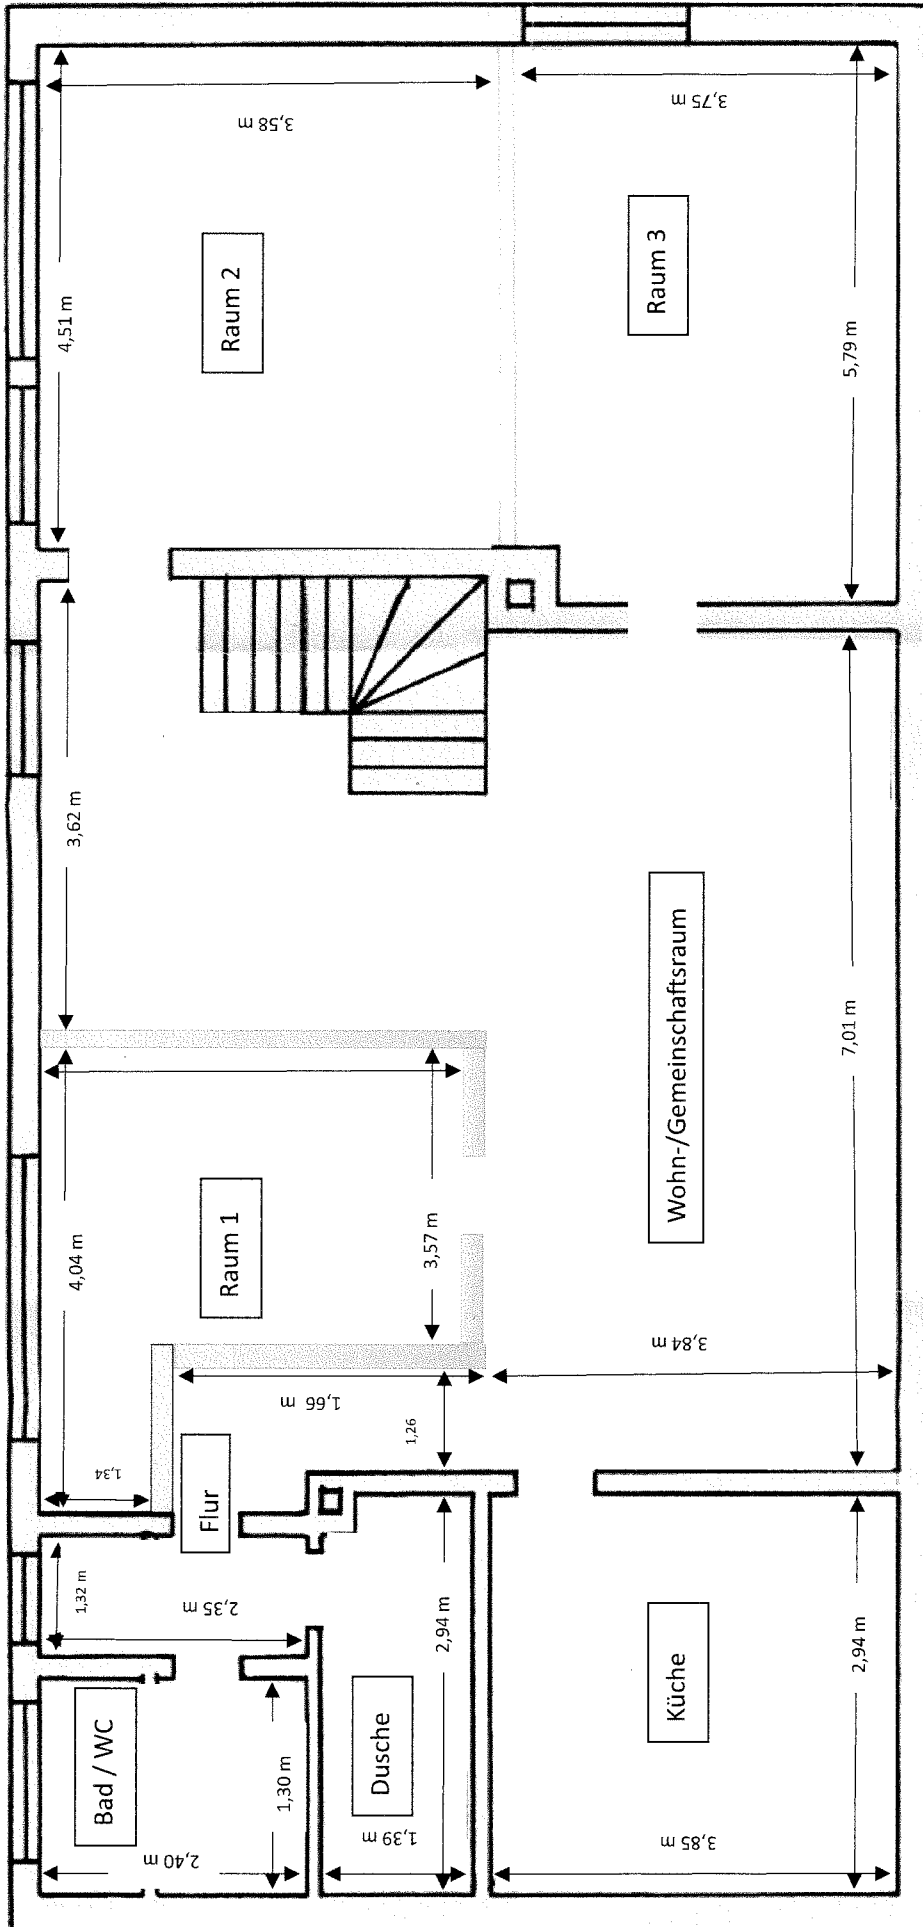 3,58 m
3,75 m
4,51 m
Raum 2
Raum 3
5,79 m
3,62 m
Wohn-/Gemeinschaftsraum
7,01 m
4,04 m
Raum 1
3,57 m
3,84 m
1,66 m
1,26
1,34
Flur
1,32 m
2,35 m
2,94 m
2,94 m
Küche
Bad / WC
Dusche
1,30 m
2,40 m
1,39 m
3,85 m